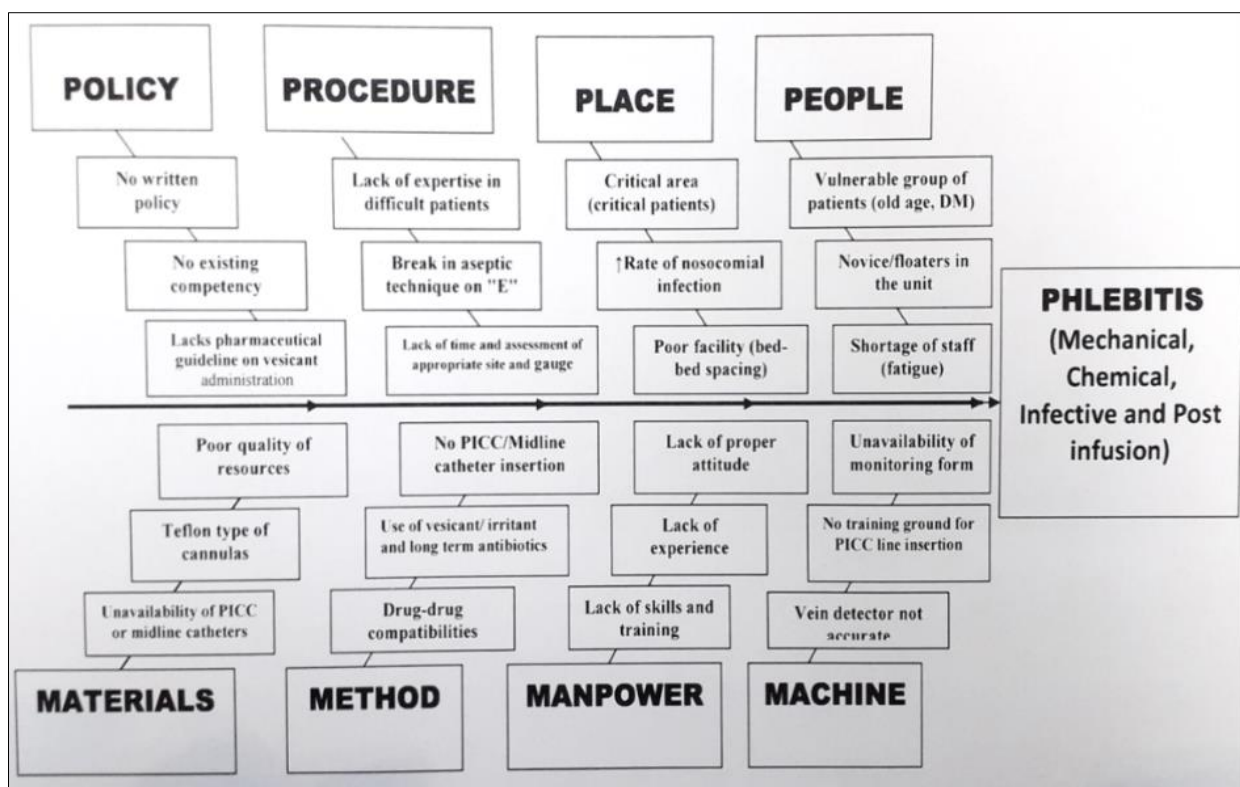 POLICY
No written
policy
No existing
competency
Lacks pharmaceutical
guideline on vesicant
administration
PROCEDURE
Lack of expertise in
difficult patients
Break in aseptic
technique on "E"
Lack of time and assessment of
appropriate site and gauge
PLACE
Critical area
(critical patients)
↑Rate of nosocomial
infection
Poor facility (bed-
bed spacing)
PEOPLE
Vulnerable group of
patients (old age, DM)
Novice/floaters in
the unit
Shortage of staff
(fatigue)
PHLEBITIS
(Mechanical,
Chemical,
Infective and Post
infusion)
Poor quality of
resources
Teflon type of
cannulas
Unavailability of PICC
or midline catheters
MATERIALS
No PICC/Midline
catheter insertion
Use of vesicant/ irritant
and long term antibiotics
Drug-drug
compatibilities
METHOD
Lack of proper
attitude
Lack of
experience
Lack of skills and
training
MANPOWER
Unavailability of
monitoring form
No training ground for
PICC line insertion
Vein detector not
accurate
MACHINE